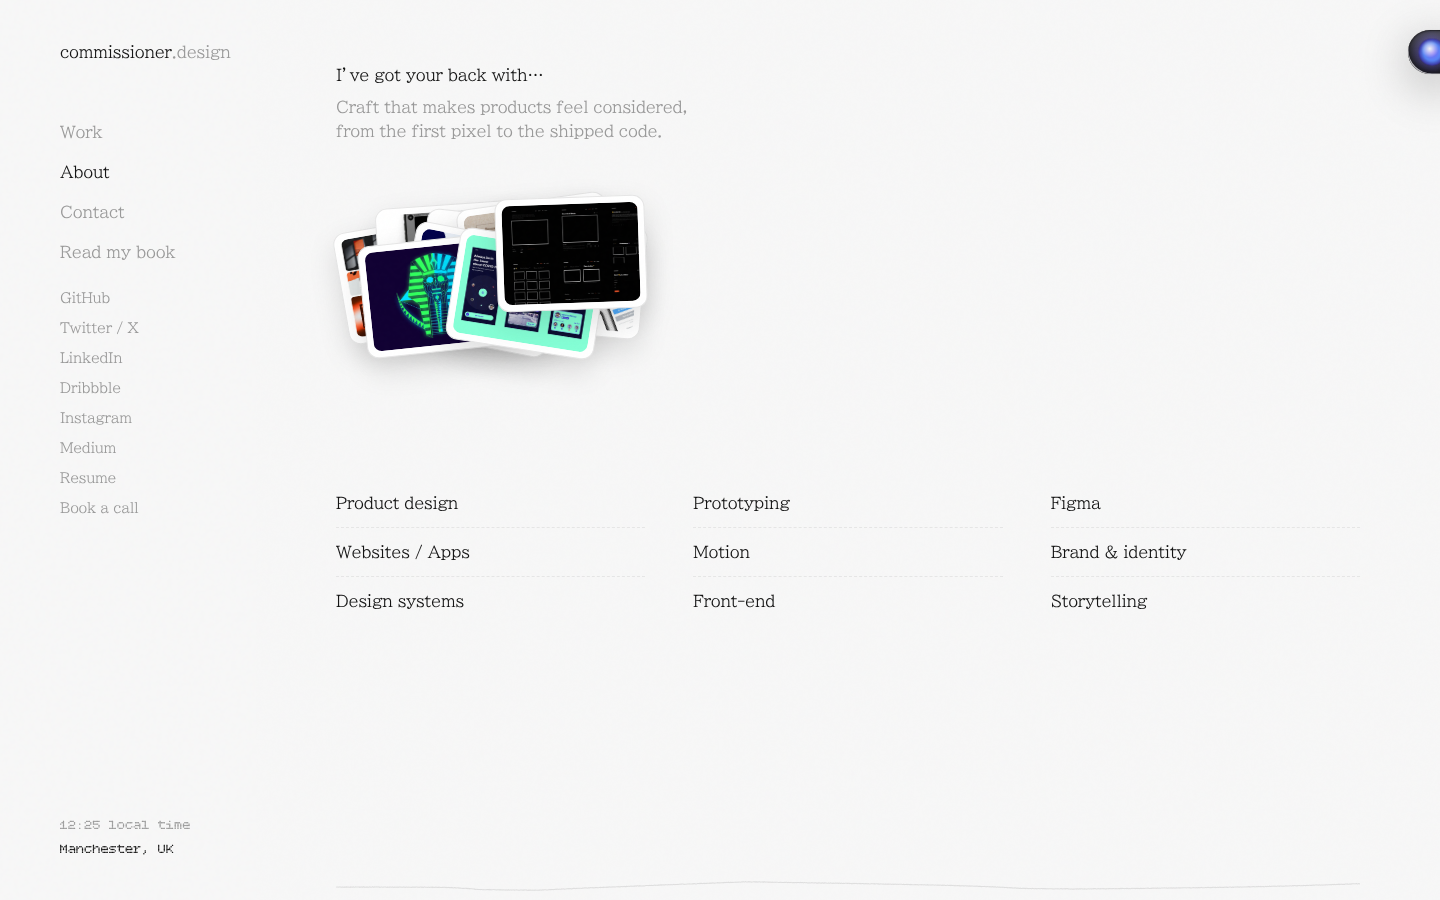 commissioner.design
Work
About
Contact
Read my book
GitHub
Twitter / X
LinkedIn
Dribbble
Instagram
Medium
Resume
Book a call
12:25 local time
Manchester, UK
I’ve got your back with…
Craft that makes products feel considered,
from the first pixel to the shipped code.
Product design
Prototyping
Figma
Websites / Apps
Motion
Brand & identity
Design systems
Front-end
Storytelling